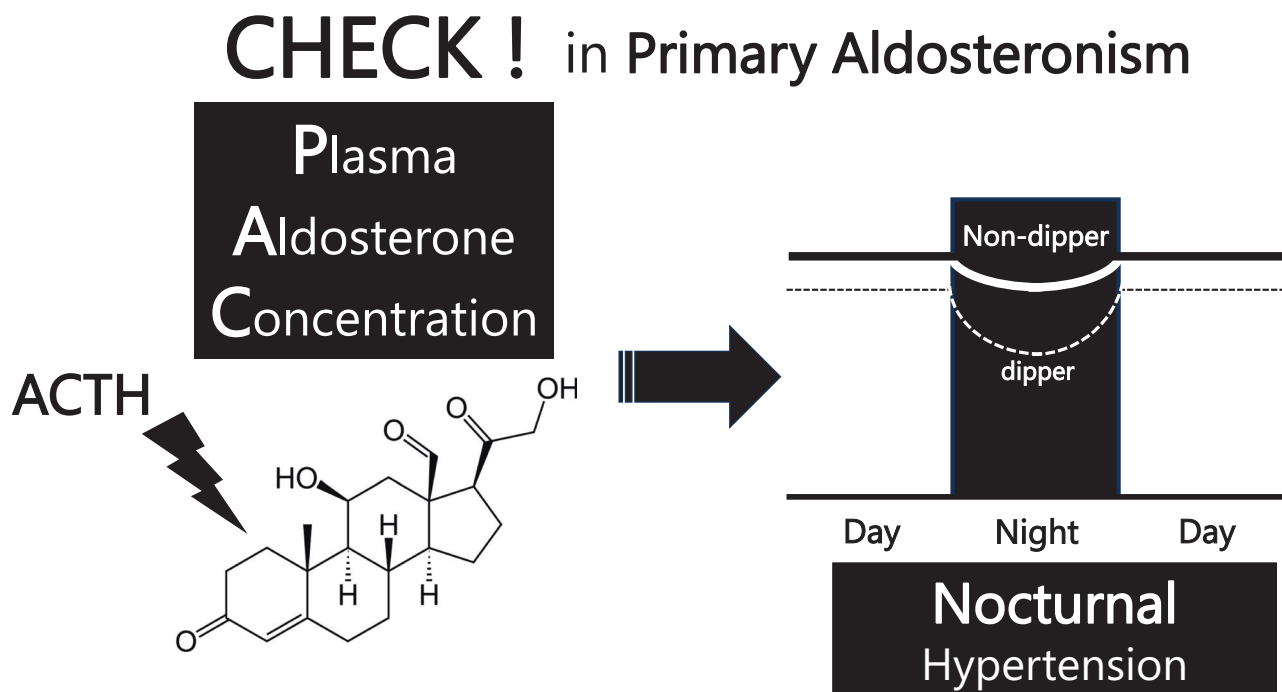 CHECK ! in Primary Aldosteronism
Plasma
Aldosterone
Concentration
ACTH
O
OH
O
HO
H
H
H
O
Non-dipper
dipper
Day Night Day
Nocturnal
Hypertension